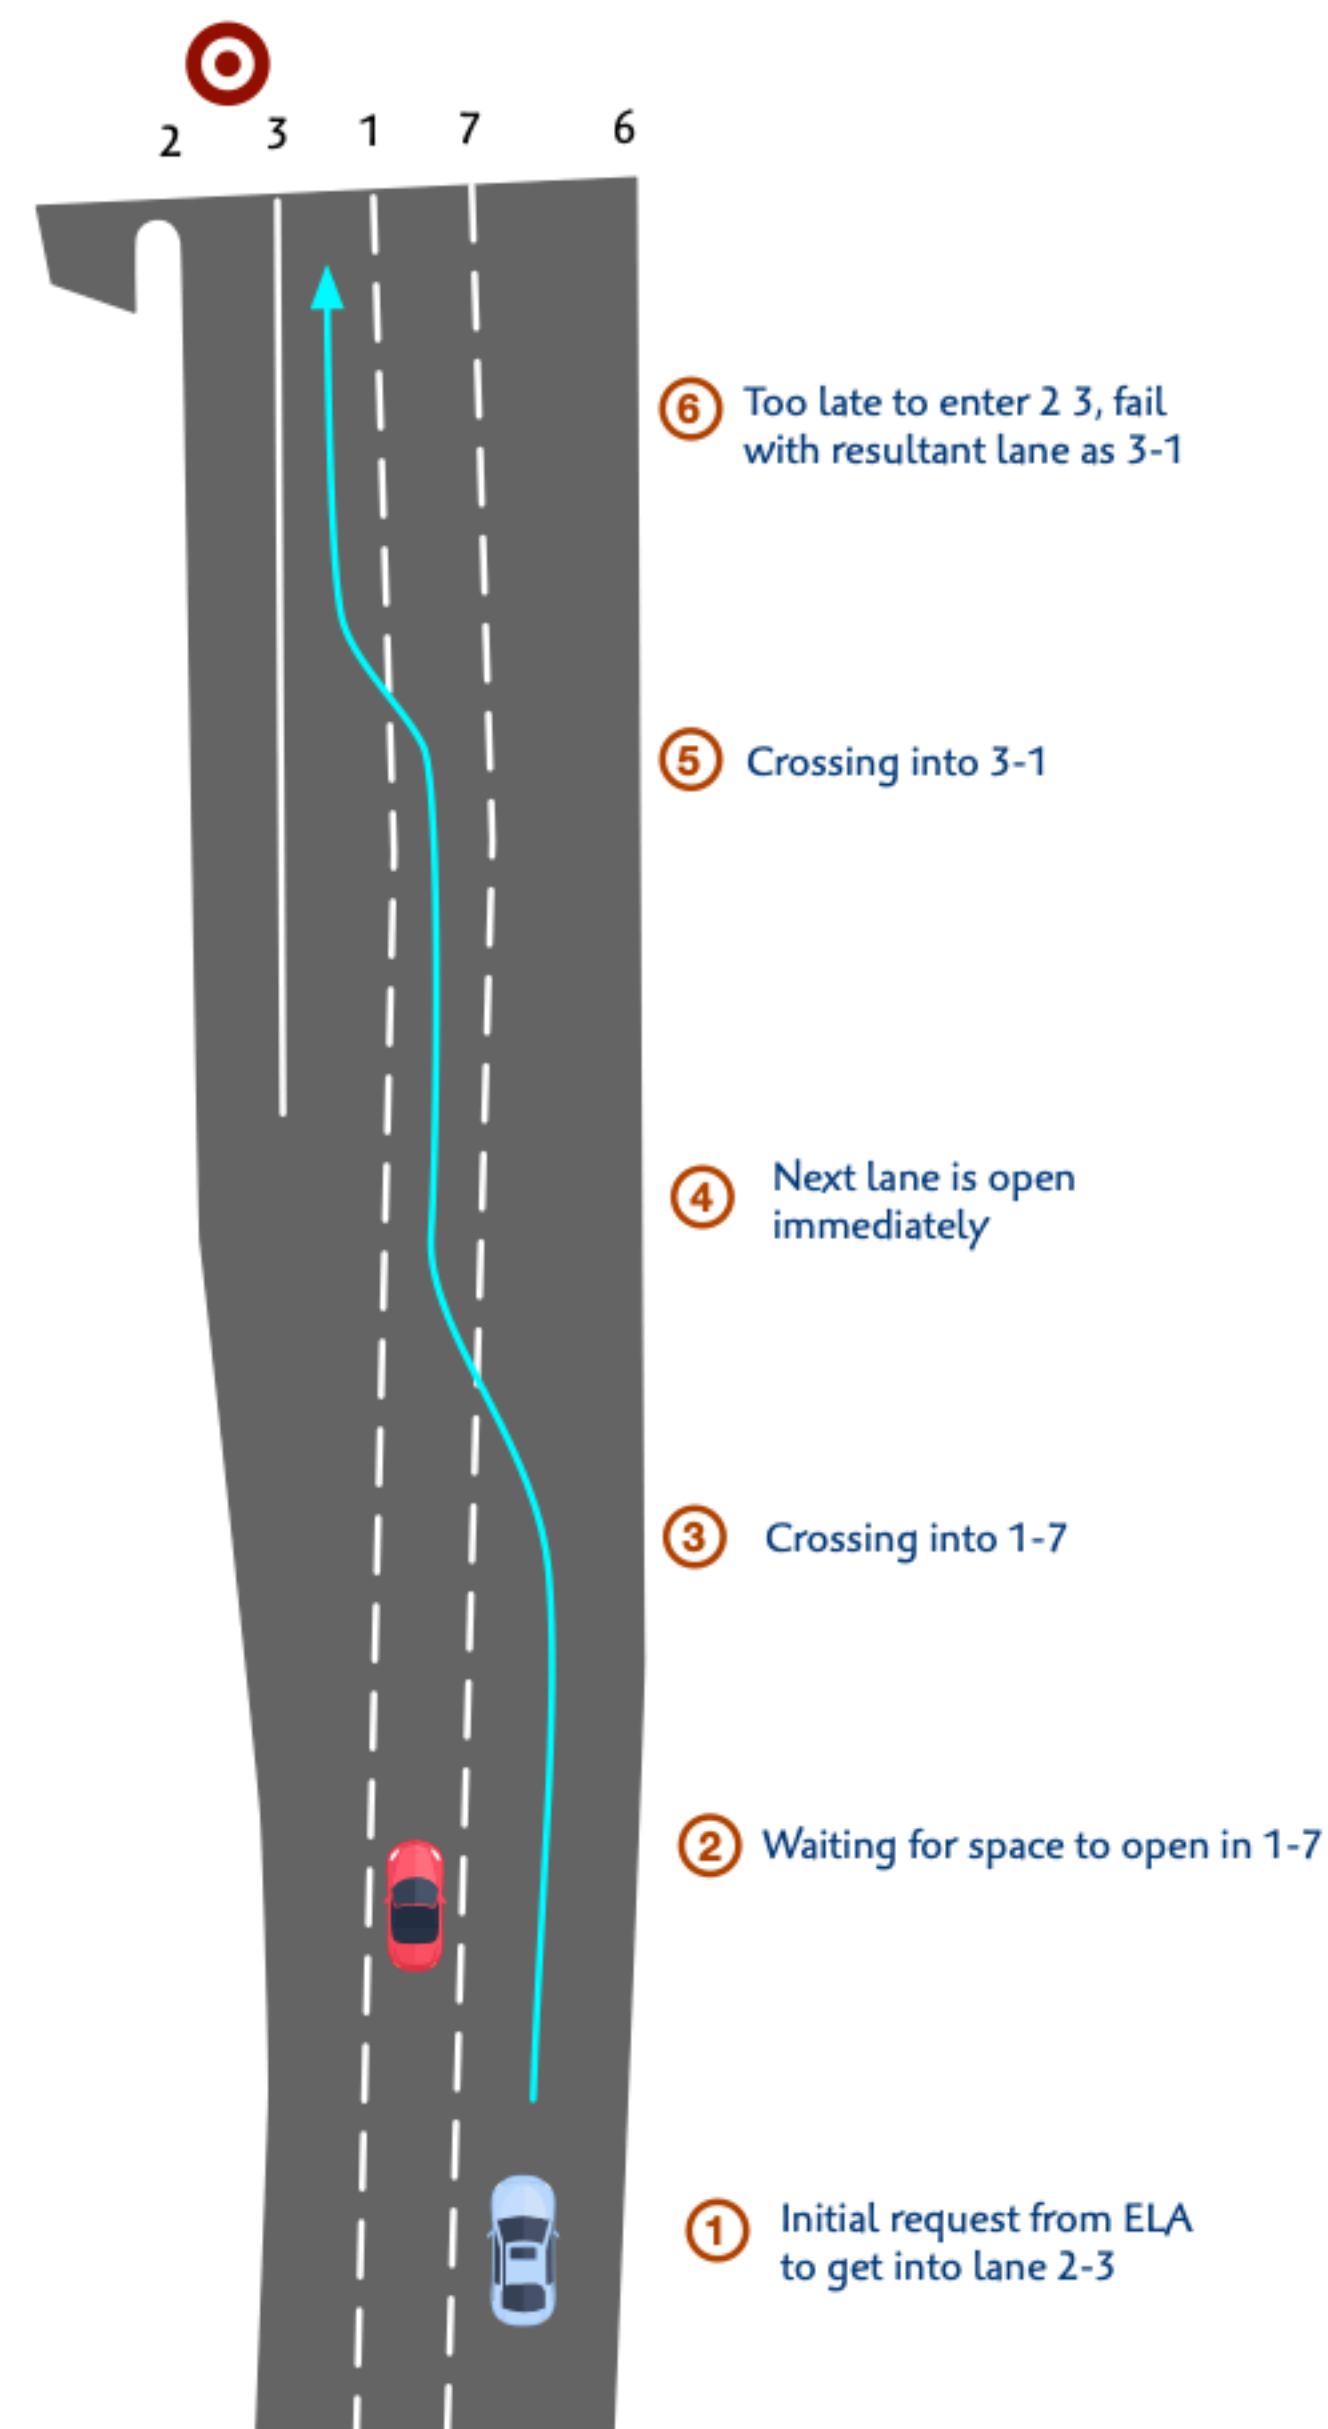 2 3 1 7 6
6 Too late to enter 2 3, fail
with resultant lane as 3-1
5 Crossing into 3-1
4 Next lane is open
immediately
3 Crossing into 1-7
2 Waiting for space to open in 1-7
1 Initial request from ELA
to get into lane 2-3